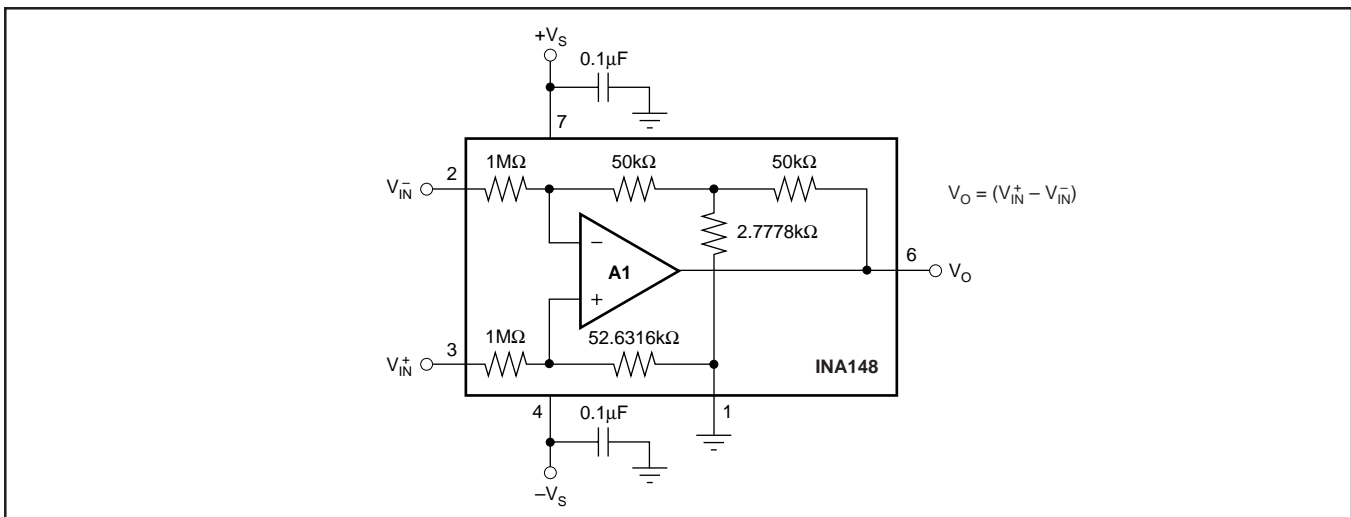 +V_S
0.1µF
7
2
1MΩ
50kΩ
50kΩ
V_IN^–
V_O = (V_IN^+ – V_IN^–)
2.7778kΩ
–
A1
6
V_O
+
3
1MΩ
52.6316kΩ
V_IN^+
INA148
4
0.1µF
1
–V_S